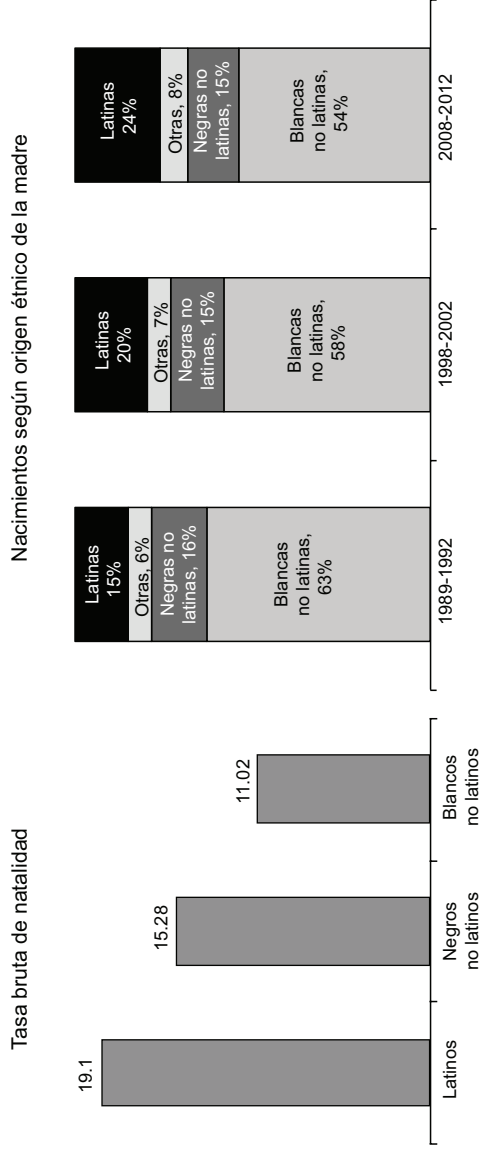 Tasa bruta de natalidad
19.1
15.28
11.02
Latinos
Negros
no latinos
Blancos
no latinos
Nacimientos según origen étnico de la madre
Latinas
15%
Otras, 6%
Negras no
latinas, 16%
Blancas
no latinas,
63%
1989-1992
Latinas
20%
Otras, 7%
Negras no
latinas, 15%
Blancas
no latinas,
58%
1998-2002
Latinas
24%
Otras, 8%
Negras no
latinas, 15%
Blancas
no latinas,
54%
2008-2012